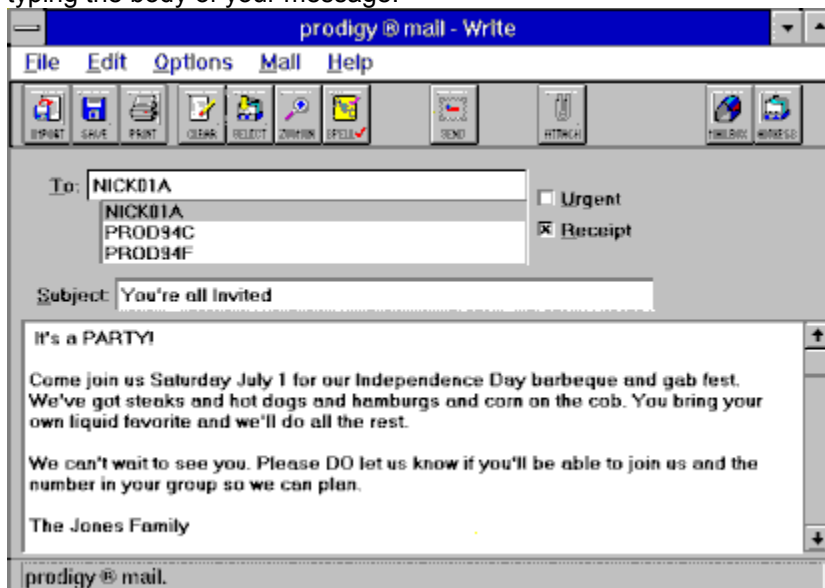 typing the body of your message.
prodigy ® mail - Write
File Edit Options Mail Help
IMPORT SAVE PRINT CLEAR SELECT ZOOMIN SPELL SEND ATTACH MAILBOX ADDRESS
To: NICK01A
NICK01A
PROD94C
PROD94F
Urgent
Receipt
Subject: You're all Invited
It's a PARTY!
Come join us Saturday July 1 for our Independence Day barbeque and gab fest.
We've got steaks and hot dogs and hamburgs and corn on the cob. You bring your
own liquid favorite and we'll do all the rest.
We can't wait to see you. Please DO let us know if you'll be able to join us and the
number in your group so we can plan.
The Jones Family
prodigy ® mail.